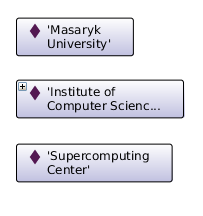 'Masaryk
University'
'Institute of
Computer Scienc...
'Supercomputing
Center'